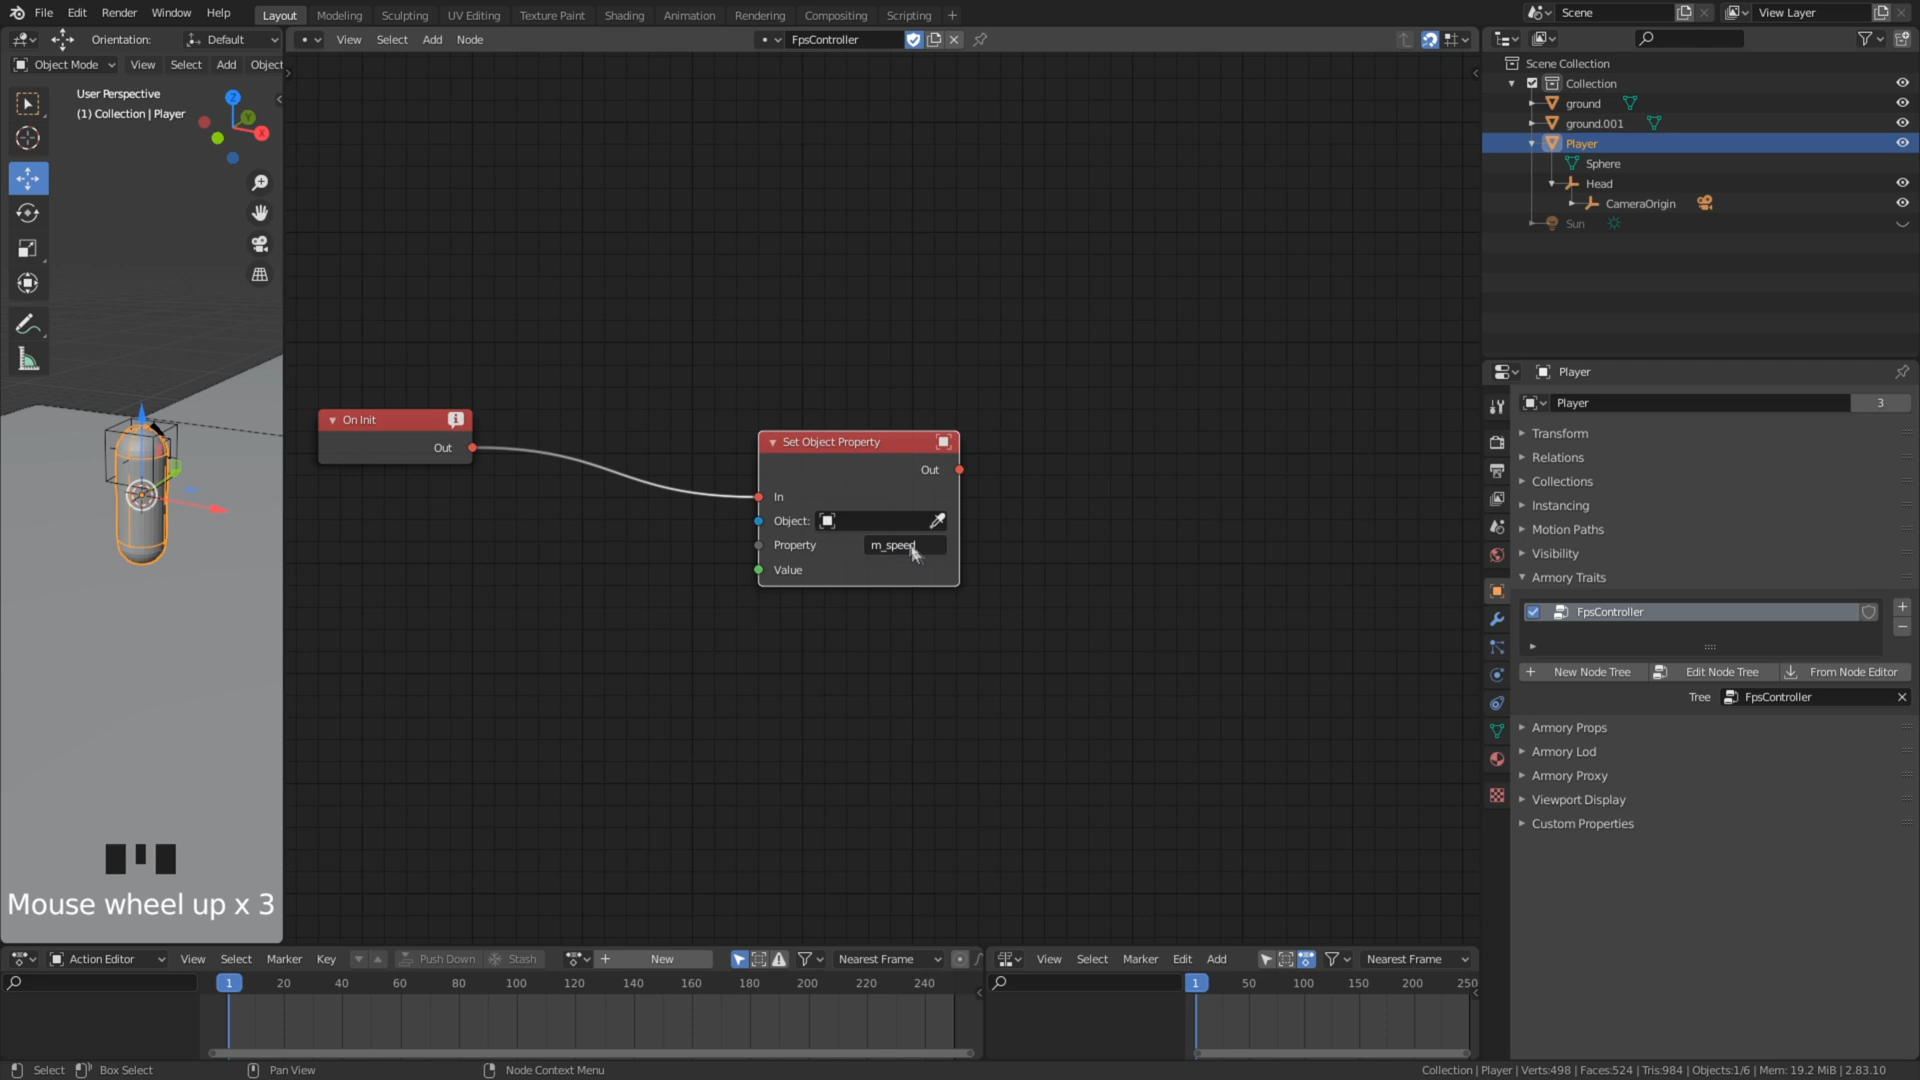 File Edit Render Window Help
Layout Modeling Sculpting UV Editing Texture Paint Shading Animation Rendering Compositing Scripting +
Scene
View Layer
Orientation: Default
View Select Add Node
FpsController
Object Mode View Select Add Object
User Perspective
(1) Collection | Player
Z
Y
X
Scene Collection
Collection
ground
ground.001
Player
Sphere
Head
CameraOrigin
Sun
On Init
Out
Set Object Property
Out
In
Object:
Property m_speed
Value
Player
Player 3
Transform
Relations
Collections
Instancing
Motion Paths
Visibility
Armory Traits
FpsController
New Node Tree Edit Node Tree From Node Editor
Tree FpsController
Armory Props
Armory Lod
Armory Proxy
Viewport Display
Custom Properties
Mouse wheel up x 3
Action Editor View Select Marker Key Push Down Stash New Nearest Frame
View Select Marker Edit Add Nearest Frame
1 20 40 60 80 100 120 140 160 180 200 220 240
1 50 100 150 200 250
Select Box Select Pan View Node Context Menu
Collection | Player | Verts:498 | Faces:524 | Tris:984 | Objects:1/6 | Mem: 19.2 MiB | 2.83.10